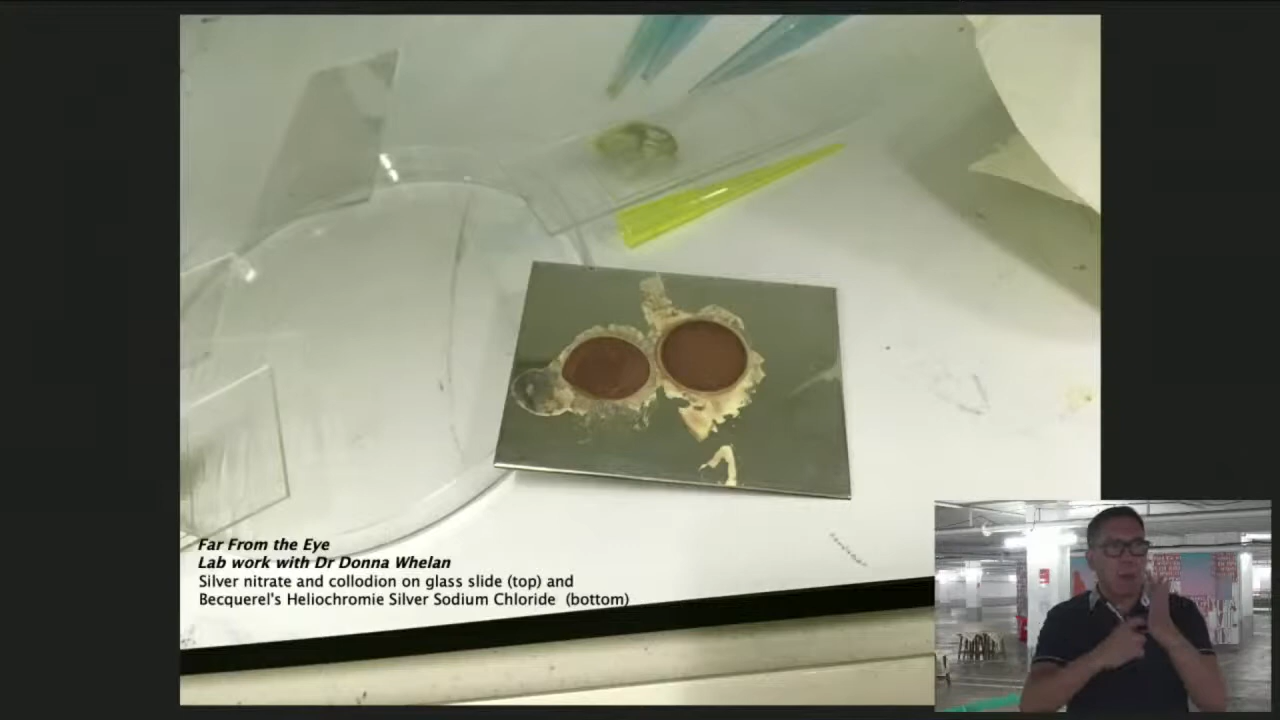 Far From the Eye
Lab work with Dr Donna Whelan
Silver nitrate and collodion on glass slide (top) and
Becquerel's Heliochromie Silver Sodium Chloride  (bottom)